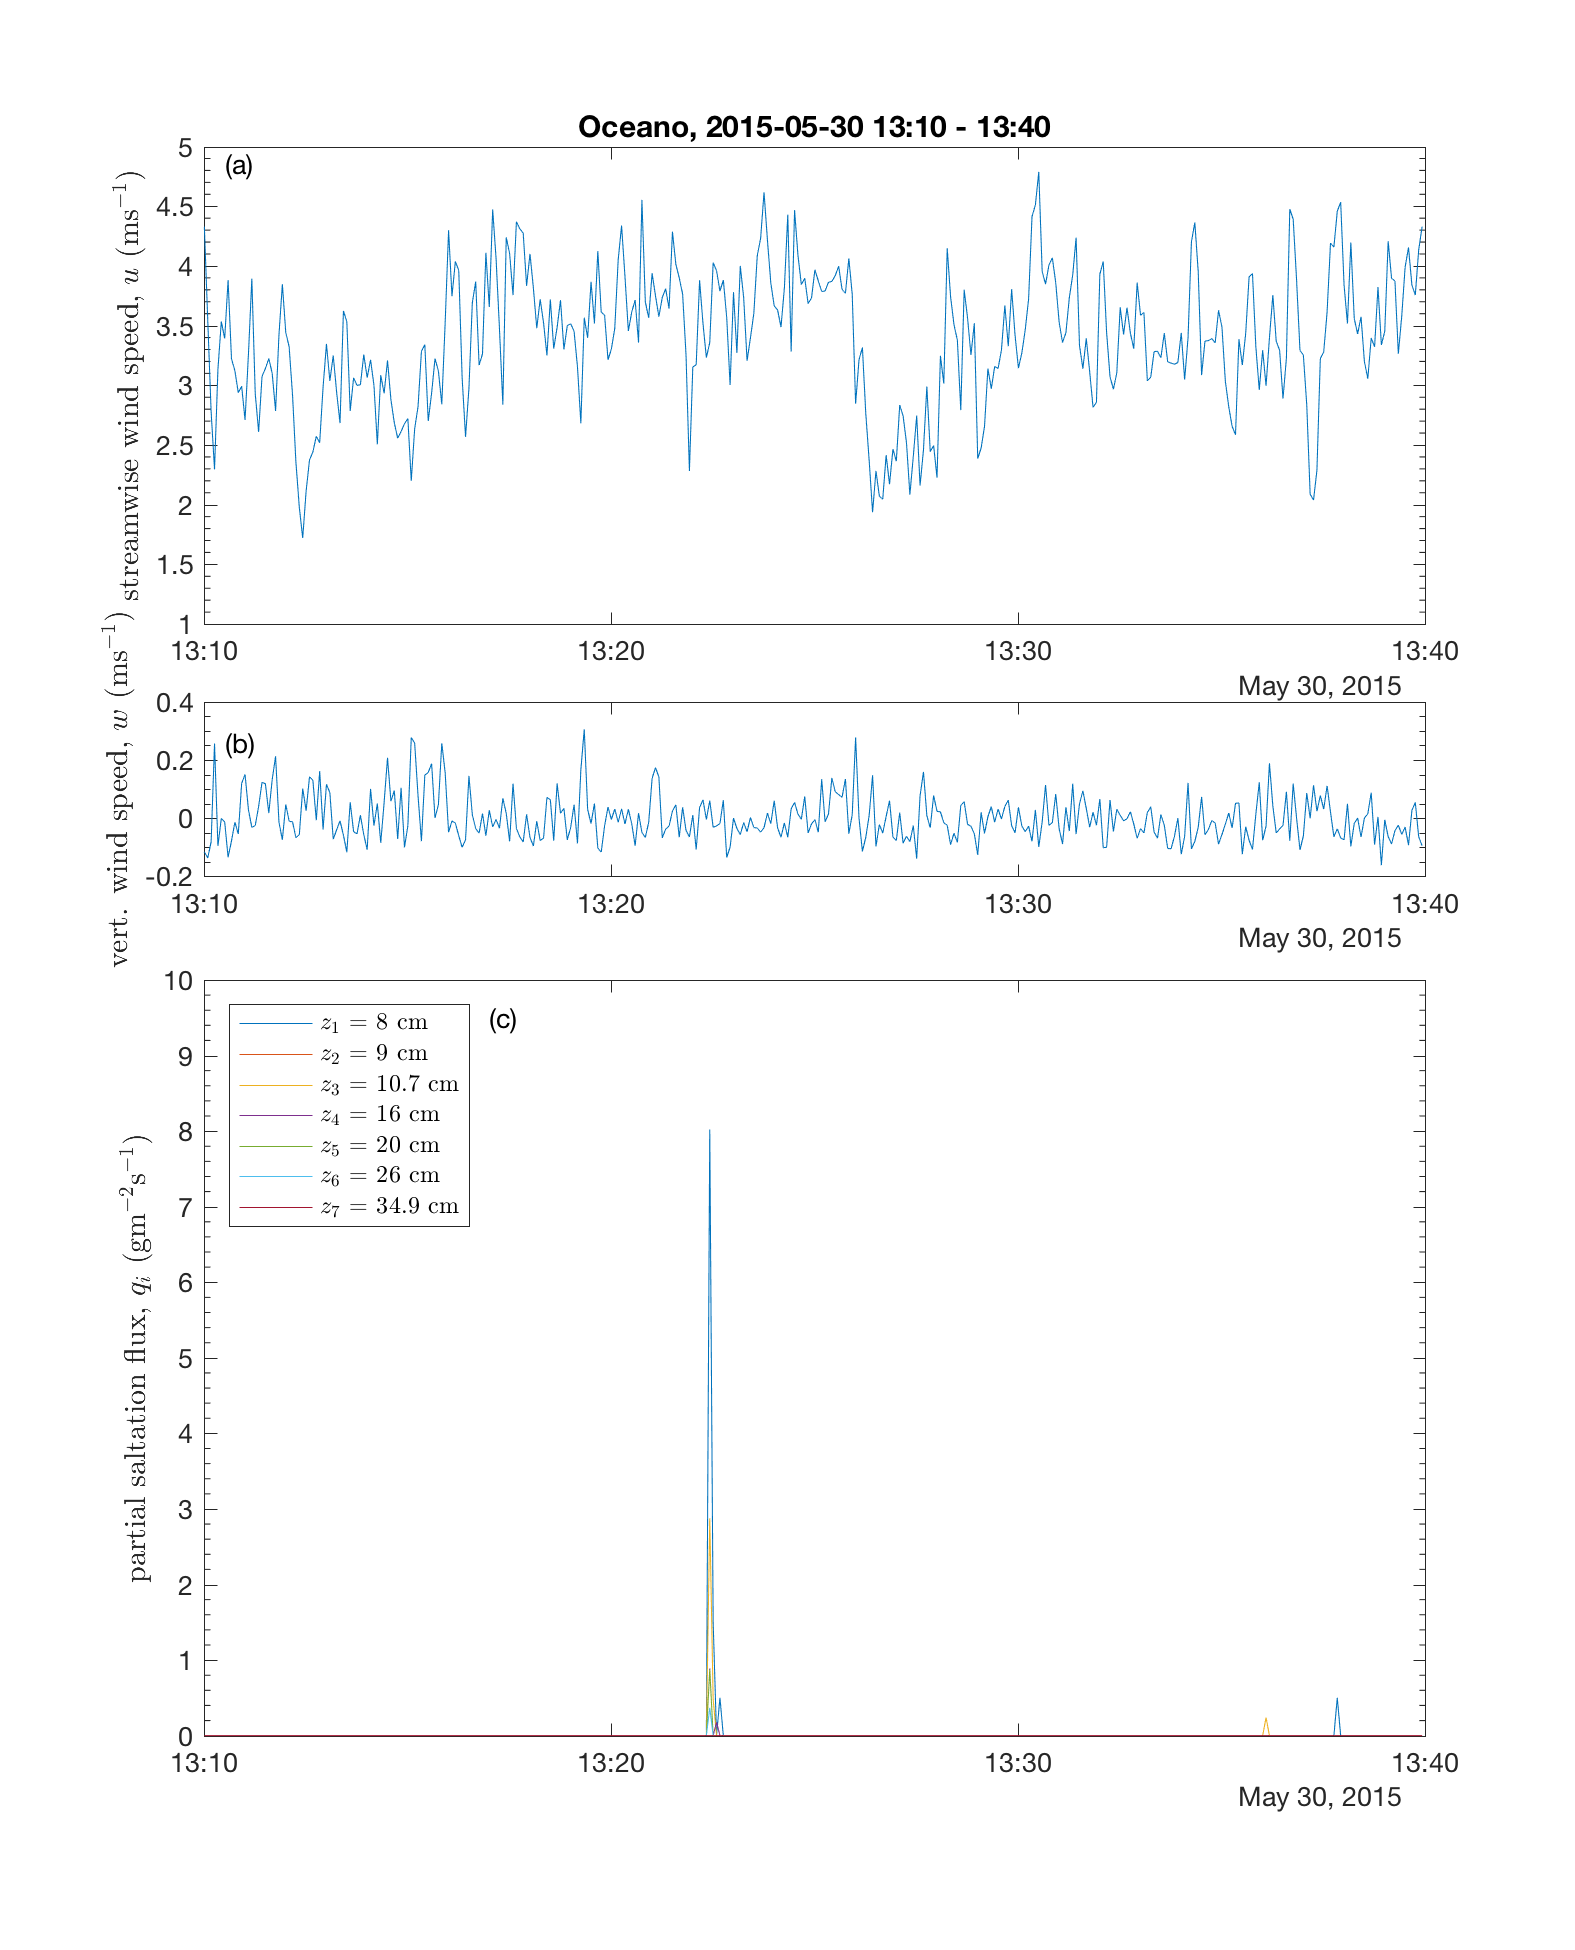 Oceano, 2015-05-30 13:10 - 13:40
streamwise wind speed, u (ms⁻¹)
5
4.5
4
3.5
3
2.5
2
1.5
1
(a)
13:10 13:20 13:30 13:40
May 30, 2015
vert. wind speed, w (ms⁻¹)
0.4
0.2
0
-0.2
(b)
13:10 13:20 13:30 13:40
May 30, 2015
partial saltation flux, qᵢ (gm⁻²s⁻¹)
10
9
8
7
6
5
4
3
2
1
0
z₁ = 8 cm
z₂ = 9 cm
z₃ = 10.7 cm
z₄ = 16 cm
z₅ = 20 cm
z₆ = 26 cm
z₇ = 34.9 cm
(c)
13:10 13:20 13:30 13:40
May 30, 2015